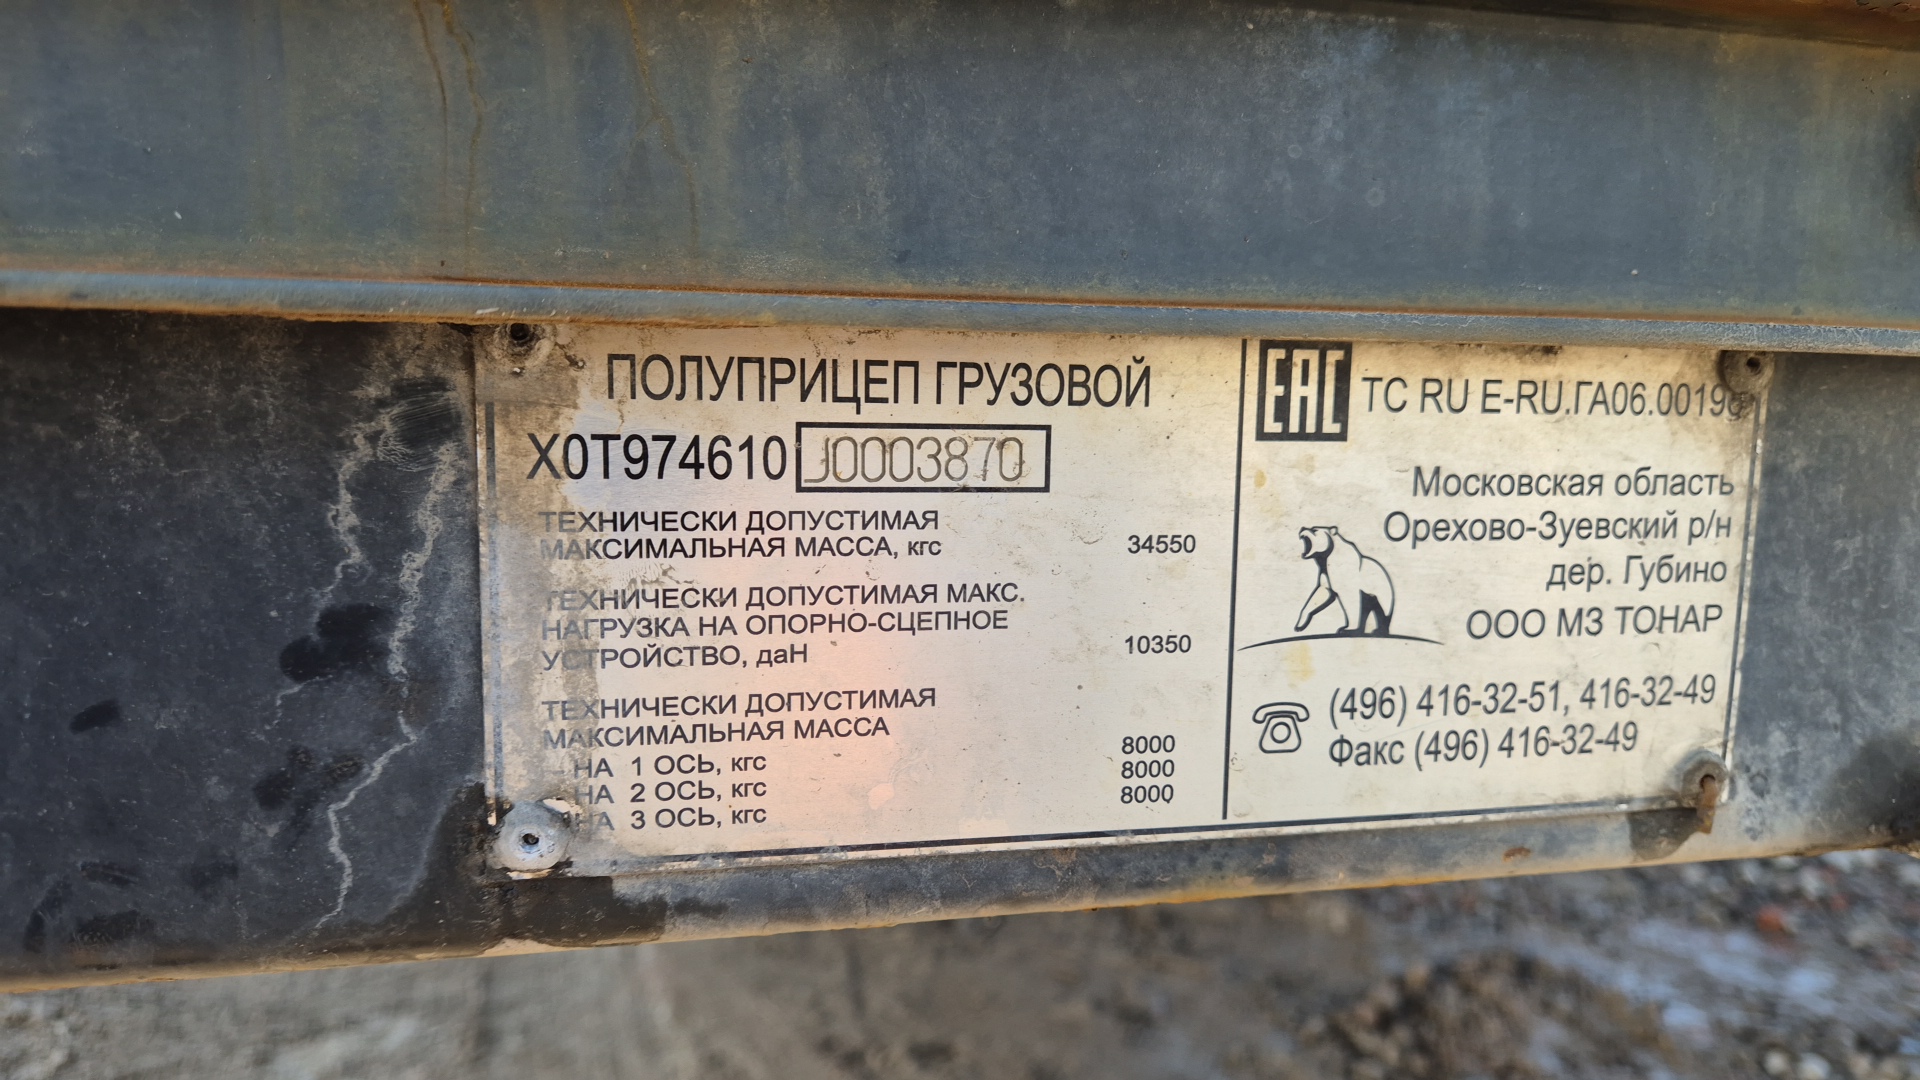 ПОЛУПРИЦЕП ГРУЗОВОЙ
X0T974610 J0003870
ТЕХНИЧЕСКИ ДОПУСТИМАЯ
МАКСИМАЛЬНАЯ МАССА, кгс 34550
ТЕХНИЧЕСКИ ДОПУСТИМАЯ МАКС.
НАГРУЗКА НА ОПОРНО-СЦЕПНОЕ
УСТРОЙСТВО, даН 10350
ТЕХНИЧЕСКИ ДОПУСТИМАЯ
МАКСИМАЛЬНАЯ МАССА
НА 1 ОСЬ, кгс 8000
НА 2 ОСЬ, кгс 8000
НА 3 ОСЬ, кгс 8000
EAC TC RU E-RU.ГА06.0019
Московская область
Орехово-Зуевский р/н
дер. Губино
ООО МЗ ТОНАР
(496) 416-32-51, 416-32-49
Факс (496) 416-32-49